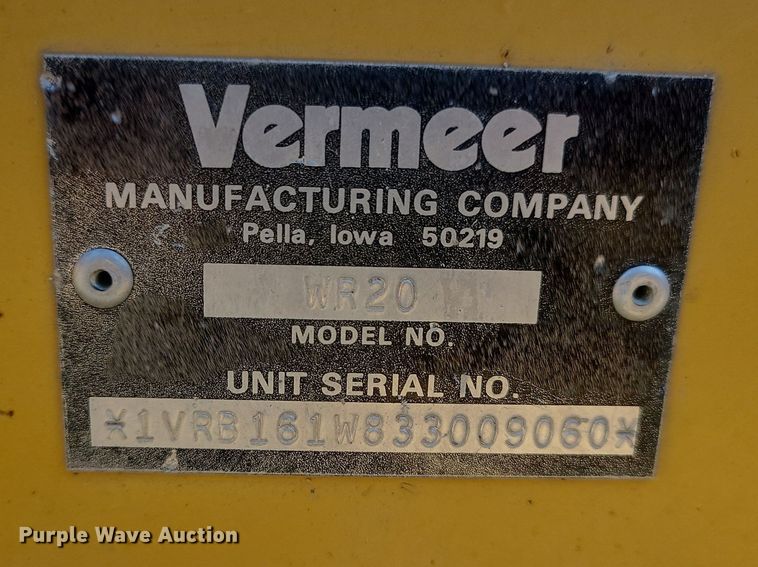 Vermeer
MANUFACTURING COMPANY
Pella, Iowa 50219
WR20
MODEL NO.
UNIT SERIAL NO.
*1VRB161W833009060*
Purple Wave Auction